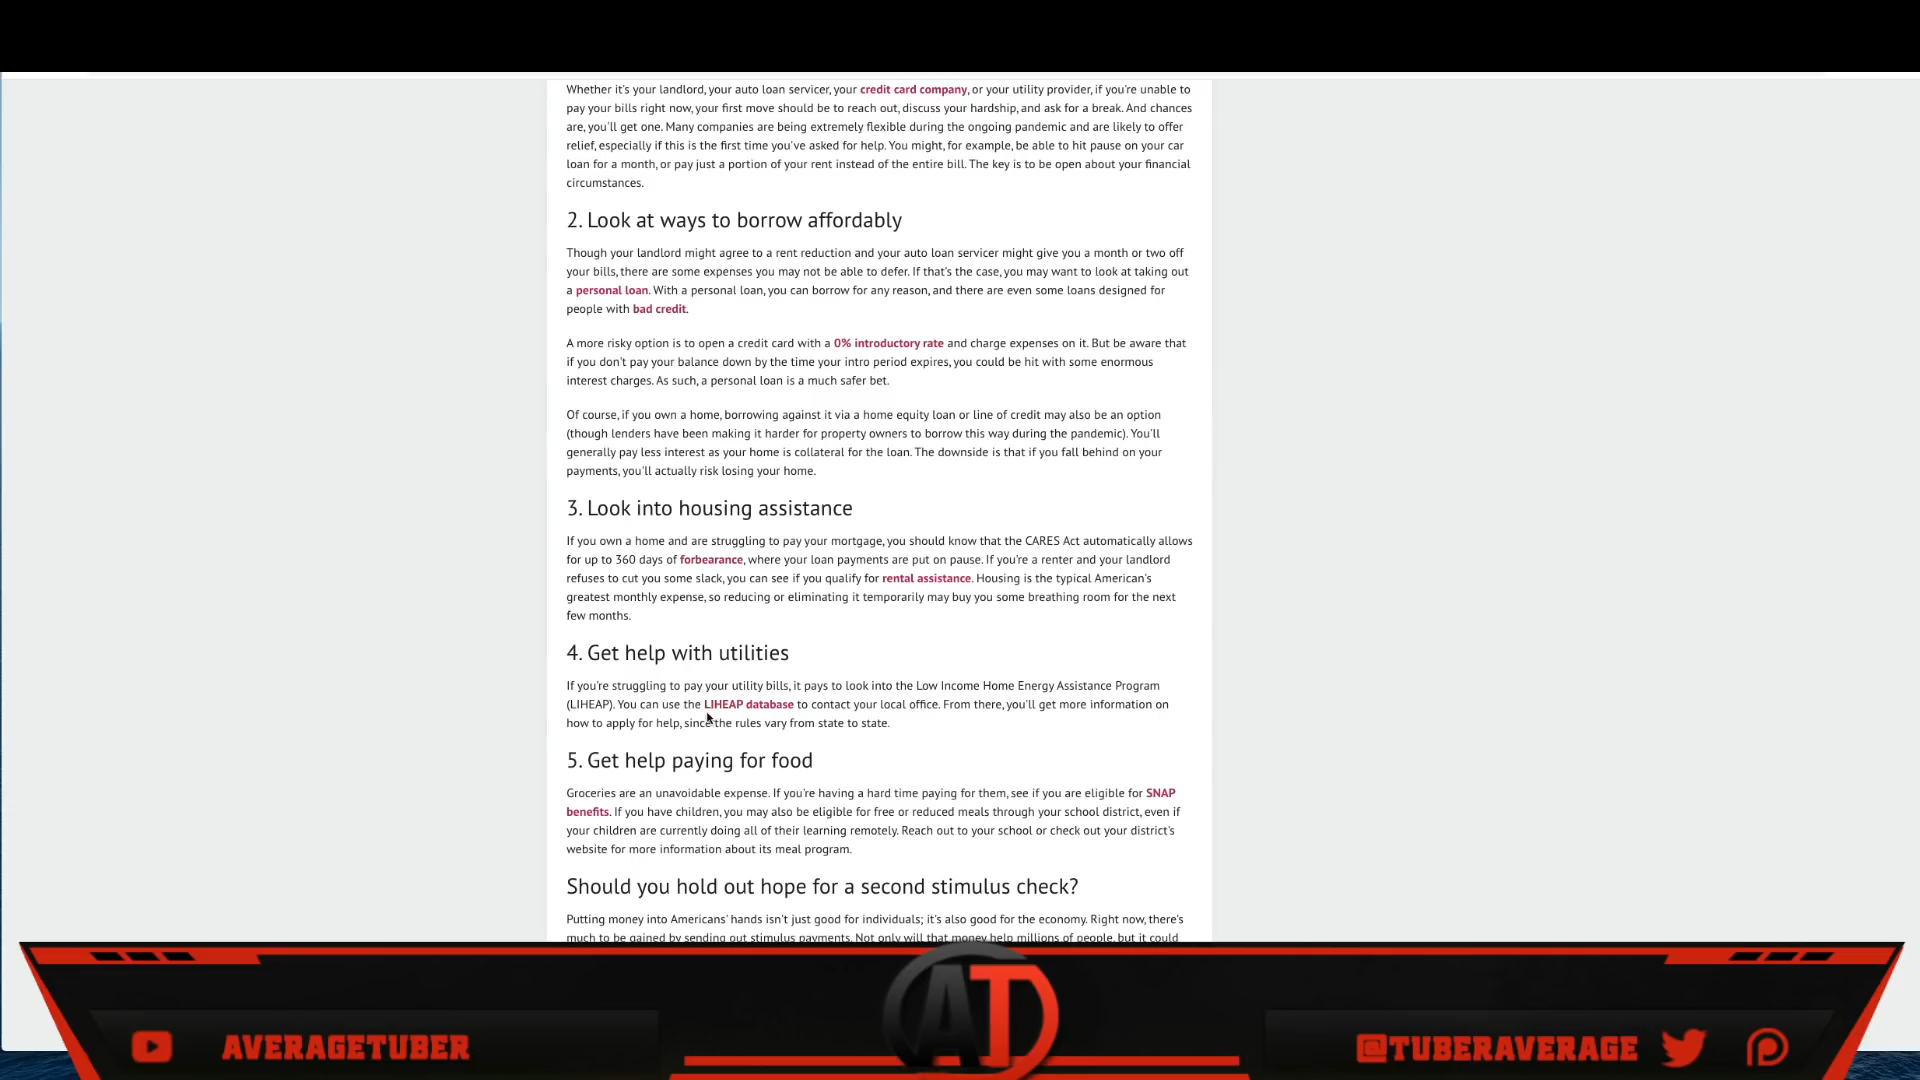 Whether it's your landlord, your auto loan servicer, your credit card company, or your utility provider, if you're unable to
pay your bills right now, your first move should be to reach out, discuss your hardship, and ask for a break. And chances
are, you'll get one. Many companies are being extremely flexible during the ongoing pandemic and are likely to offer
relief, especially if this is the first time you've asked for help. You might, for example, be able to hit pause on your car
loan for a month, or pay just a portion of your rent instead of the entire bill. The key is to be open about your financial
circumstances.
2. Look at ways to borrow affordably
Though your landlord might agree to a rent reduction and your auto loan servicer might give you a month or two off
your bills, there are some expenses you may not be able to defer. If that's the case, you may want to look at taking out
a personal loan. With a personal loan, you can borrow for any reason, and there are even some loans designed for
people with bad credit.
A more risky option is to open a credit card with a 0% introductory rate and charge expenses on it. But be aware that
if you don't pay your balance down by the time your intro period expires, you could be hit with some enormous
interest charges. As such, a personal loan is a much safer bet.
Of course, if you own a home, borrowing against it via a home equity loan or line of credit may also be an option
(though lenders have been making it harder for property owners to borrow this way during the pandemic). You'll
generally pay less interest as your home is collateral for the loan. The downside is that if you fall behind on your
payments, you'll actually risk losing your home.
3. Look into housing assistance
If you own a home and are struggling to pay your mortgage, you should know that the CARES Act automatically allows
for up to 360 days of forbearance, where your loan payments are put on pause. If you're a renter and your landlord
refuses to cut you some slack, you can see if you qualify for rental assistance. Housing is the typical American's
greatest monthly expense, so reducing or eliminating it temporarily may buy you some breathing room for the next
few months.
4. Get help with utilities
If you're struggling to pay your utility bills, it pays to look into the Low Income Home Energy Assistance Program
(LIHEAP). You can use the LIHEAP database to contact your local office. From there, you'll get more information on
how to apply for help, since the rules vary from state to state.
5. Get help paying for food
Groceries are an unavoidable expense. If you're having a hard time paying for them, see if you are eligible for SNAP
benefits. If you have children, you may also be eligible for free or reduced meals through your school district, even if
your children are currently doing all of their learning remotely. Reach out to your school or check out your district's
website for more information about its meal program.
Should you hold out hope for a second stimulus check?
Putting money into Americans' hands isn't just good for individuals; it's also good for the economy. Right now, there's
much to be gained by sending out stimulus payments. Not only will that money help millions of people, but it could
AT
AVERAGETUBER
@TUBERAVERAGE